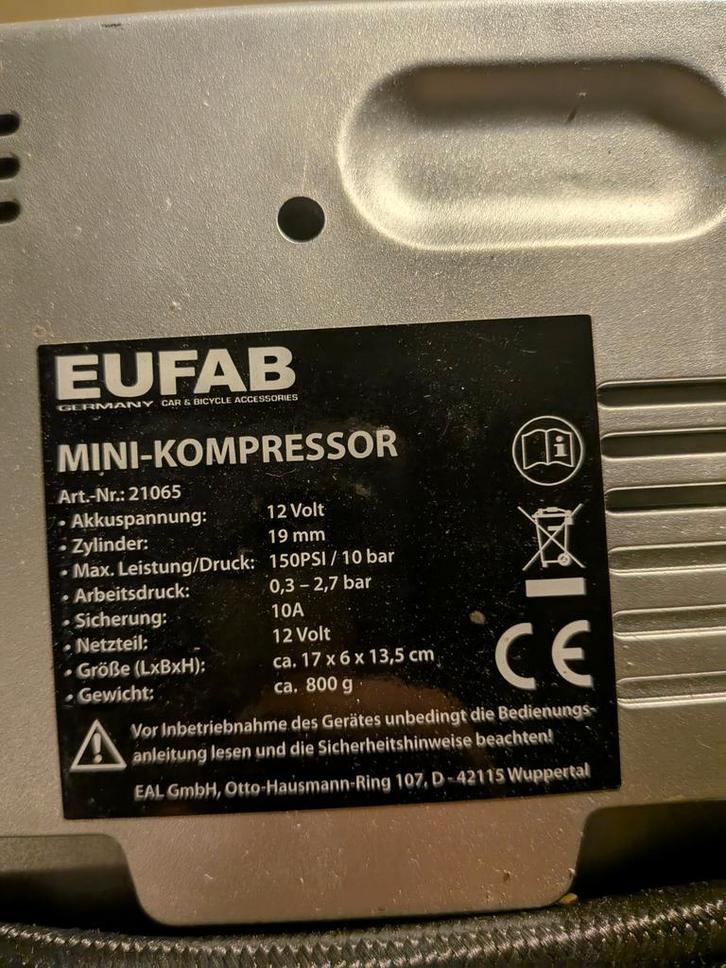 EUFAB
GERMANY CAR & BICYCLE ACCESSORIES
MINI-KOMPRESSOR
Art.-Nr.: 21065
• Akkuspannung: 12 Volt
• Zylinder: 19 mm
• Max. Leistung/Druck: 150PSI / 10 bar
• Arbeitsdruck: 0,3 – 2,7 bar
• Sicherung: 10A
• Netzteil: 12 Volt
• Größe (LxBxH): ca. 17 x 6 x 13,5 cm
• Gewicht: ca. 800 g
CE
Vor Inbetriebnahme des Gerätes unbedingt die Bedienungs-
anleitung lesen und die Sicherheitshinweise beachten!
EAL GmbH, Otto-Hausmann-Ring 107, D - 42115 Wuppertal